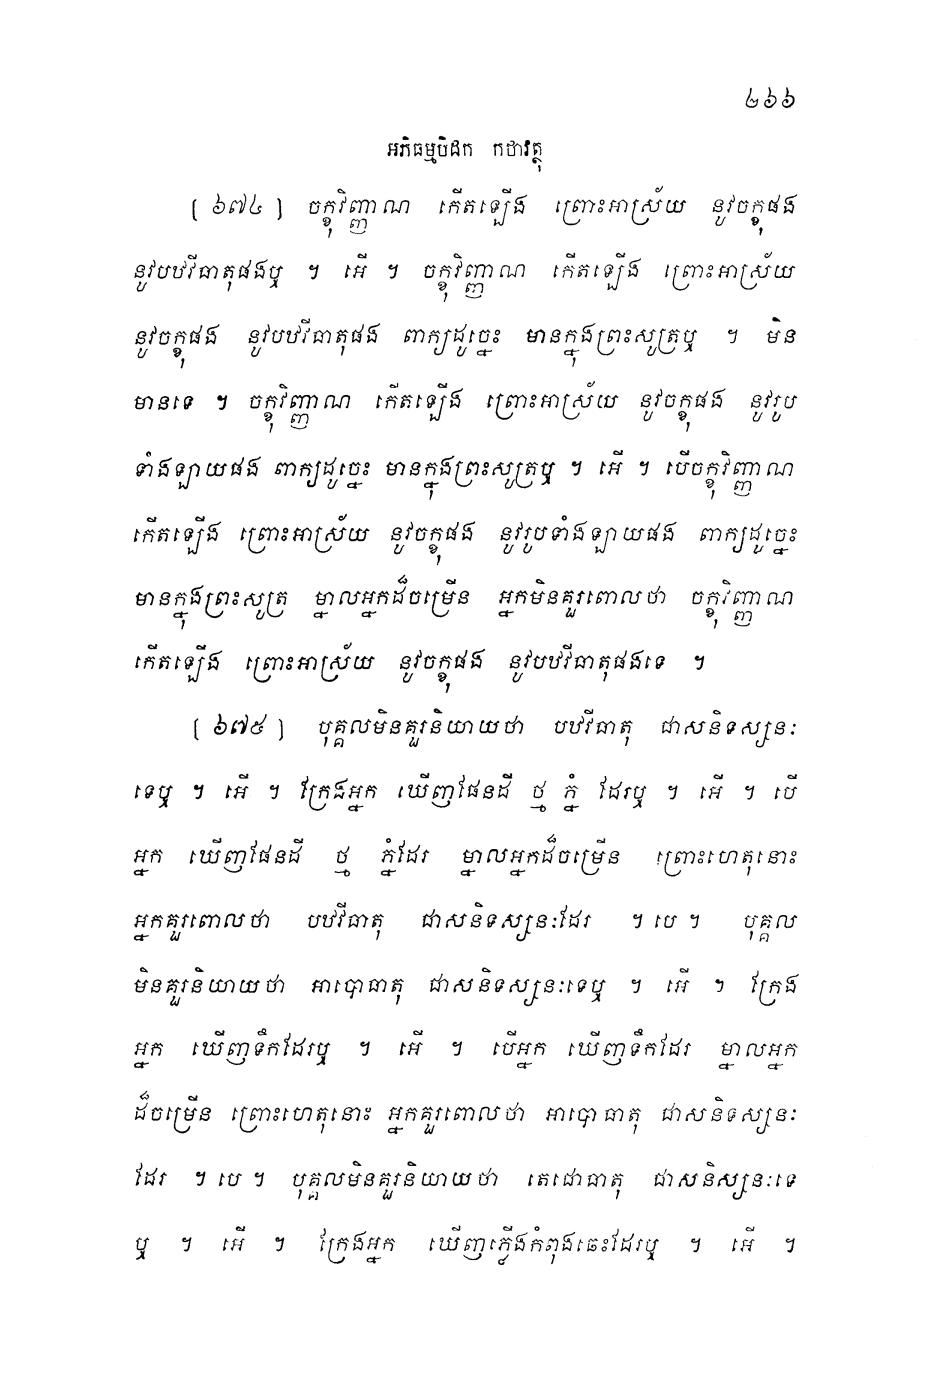 ២៦៦
អភិធម្មបិដក កថាវត្ថុ
[ ៦៧៤ ] ចក្ខុវិញ្ញាណ កើតឡើង ព្រោះអាស្រ័យ នូវចក្ខុផង
នូវបឋវីធាតុផងឬ ។ អើ ។ ចក្ខុវិញ្ញាណ កើតឡើង ព្រោះអាស្រ័យ
នូវចក្ខុផង នូវបឋវីធាតុផង ពាក្យដូច្នេះ មានក្នុងព្រះសូត្រឬ ។ មិន
មានទេ ។ ចក្ខុវិញ្ញាណ កើតឡើង ព្រោះអាស្រ័យ នូវចក្ខុផង នូវរូប
ទាំងឡាយផង ពាក្យដូច្នេះ មានក្នុងព្រះសូត្រឬ ។ អើ ។ បើចក្ខុវិញ្ញាណ
កើតឡើង ព្រោះអាស្រ័យ នូវចក្ខុផង នូវរូបទាំងឡាយផង ពាក្យដូច្នេះ
មានក្នុងព្រះសូត្រ ម្នាលអ្នកដ៏ចម្រើន អ្នកមិនគួរពោលថា ចក្ខុវិញ្ញាណ
កើតឡើង ព្រោះអាស្រ័យ នូវចក្ខុផង នូវបឋវីធាតុផងទេ ។
[ ៦៧៥ ] បុគ្គលមិនគួរនិយាយថា បឋវីធាតុ ជាសនិទស្សនៈ
ទេឬ ។ អើ ។ ក្រែងអ្នក ឃើញផែនដី ថ្ម ភ្នំ ដែរឬ ។ អើ ។ បើ
អ្នក ឃើញផែនដី ថ្ម ភ្នំដែរ ម្នាលអ្នកដ៏ចម្រើន ព្រោះហេតុនោះ
អ្នកគួរពោលថា បឋវីធាតុ ជាសនិទស្សនៈដែរ ។ បេ ។ បុគ្គល
មិនគួរនិយាយថា អាបោធាតុ ជាសនិទស្សនៈទេឬ ។ អើ ។ ក្រែង
អ្នក ឃើញទឹកដែរឬ ។ អើ ។ បើអ្នក ឃើញទឹកដែរ ម្នាលអ្នក
ដ៏ចម្រើន ព្រោះហេតុនោះ អ្នកគួរពោលថា អាបោធាតុ ជាសនិទស្សនៈ
ដែរ ។ បេ ។ បុគ្គលមិនគួរនិយាយថា តេជោធាតុ ជាសនិស្សនៈទេ
ឬ ។ អើ ។ ក្រែងអ្នក ឃើញភ្លើងកំពុងឆេះដែរឬ ។ អើ ។